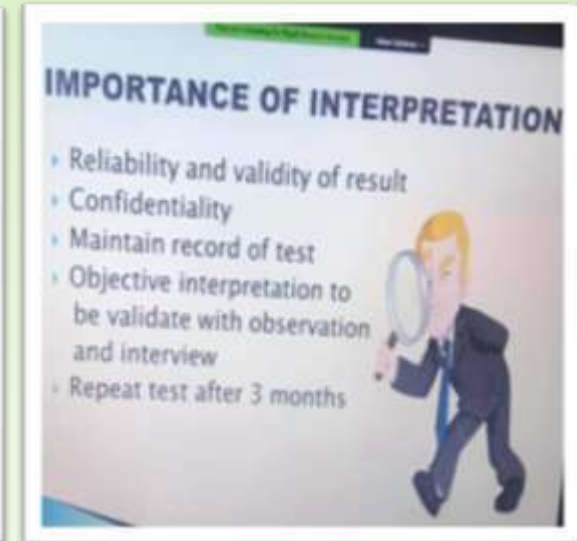 IMPORTANCE OF INTERPRETATION
Reliability and validity of result
Confidentiality
Maintain record of test
Objective interpretation to
be validate with observation
and interview
Repeat test after 3 months